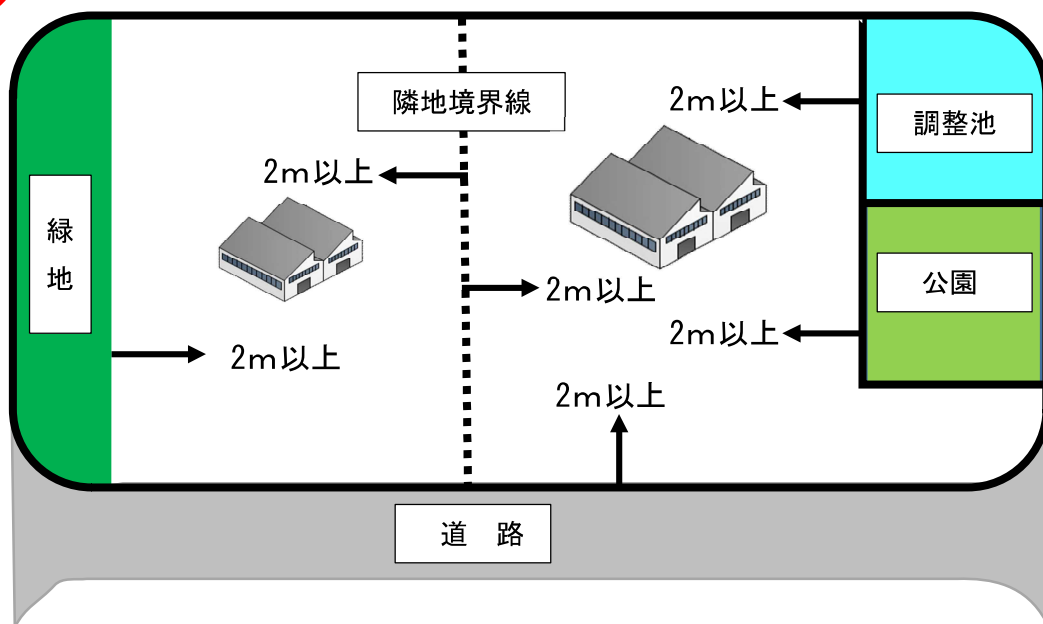 隣地境界線
2m以上
調整池
2m以上
緑
地
公園
2m以上
2m以上
2m以上
2m以上
道 路